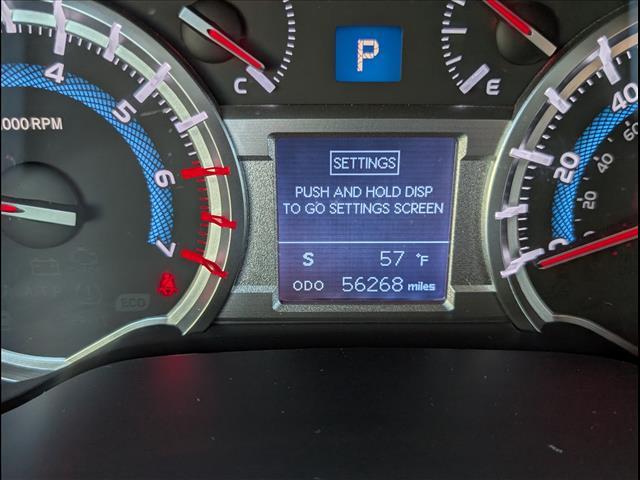 P
C
E
4
5
6
7
000 RPM
ECO
SETTINGS
PUSH AND HOLD DISP
TO GO SETTINGS SCREEN
S 57 °F
ODO 56268 miles
40
20
60
40
20